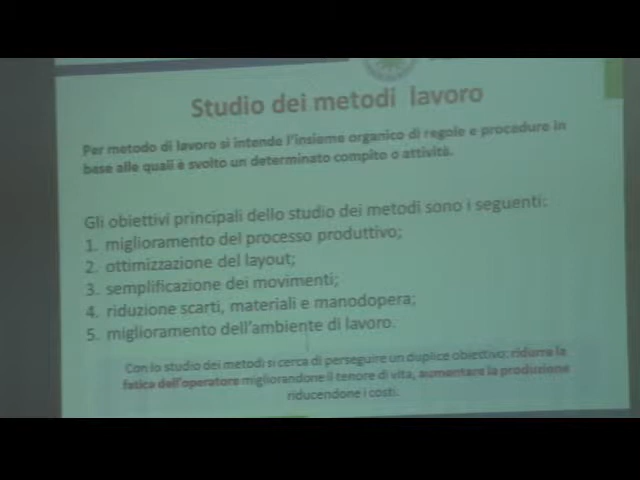 Studio dei metodi lavoro
Per metodo di lavoro si intende l'insieme organico di regole e procedure in
base alle quali è svolto un determinato compito o attività.
Gli obiettivi principali dello studio dei metodi sono i seguenti:
1. miglioramento del processo produttivo;
2. ottimizzazione del layout;
3. semplificazione dei movimenti;
4. riduzione scarti, materiali e manodopera;
5. miglioramento dell'ambiente di lavoro.
Con lo studio dei metodi si cerca di perseguire un duplice obiettivo: ridurre la
fatica dell'operatore migliorandone il tenore di vita, aumentare la produzione
riducendone i costi.